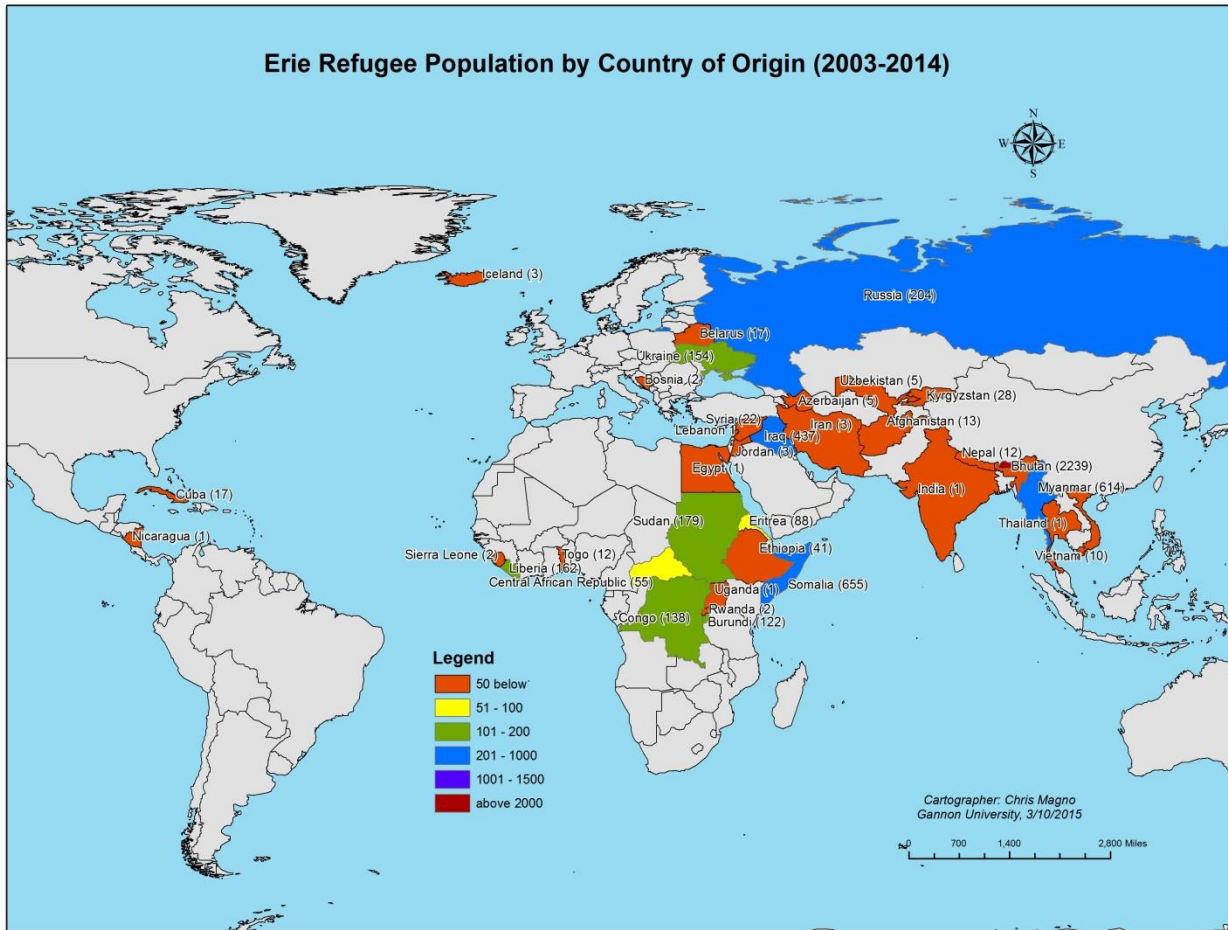 Erie Refugee Population by Country of Origin (2003-2014)
N
W E
S
Iceland (3)
Russia (204)
Belarus (17)
Ukraine (154)
Bosnia (2)
Uzbekistan (5)
Azerbaijan (5)
Kyrgyzstan (28)
Syria (22)
Lebanon 1
Iraq (437)
Iran (3)
Afghanistan (13)
Jordan (3)
Egypt (1)
Nepal (12)
Bhutan (2239)
India (1)
Myanmar (614)
Cuba (17)
Nicaragua (1)
Sudan (179)
Eritrea (88)
Thailand (1)
Ethiopia (41)
Vietnam (10)
Sierra Leone (2)
Togo (12)
Liberia (162)
Central African Republic (55)
Uganda (1)
Somalia (655)
Rwanda (2)
Congo (138)
Burundi (122)
Legend
50 below
51 - 100
101 - 200
201 - 1000
1001 - 1500
above 2000
Cartographer: Chris Magno
Gannon University, 3/10/2015
0 700 1,400 2,800 Miles